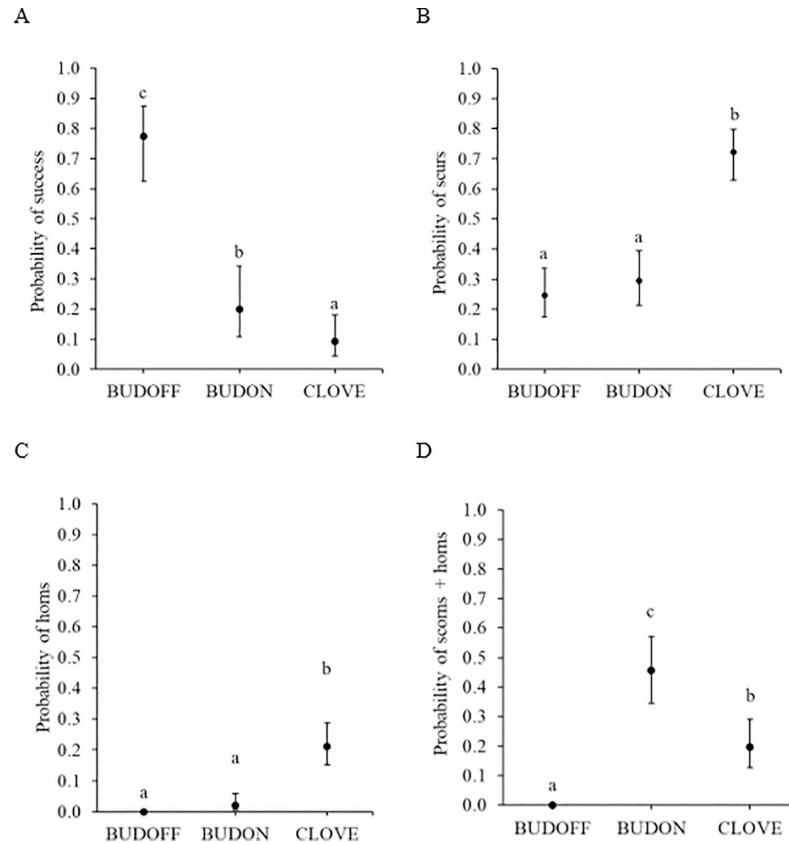 A
Probability of success
1.0
0.9
0.8
0.7
0.6
0.5
0.4
0.3
0.2
0.1
0.0
c
b
a
BUDOFF BUDON CLOVE
B
Probability of scurs
1.0
0.9
0.8
0.7
0.6
0.5
0.4
0.3
0.2
0.1
0.0
a
a
b
BUDOFF BUDON CLOVE
C
Probability of horns
1.0
0.9
0.8
0.7
0.6
0.5
0.4
0.3
0.2
0.1
0.0
a
a
b
BUDOFF BUDON CLOVE
D
Probability of scorns + horns
1.0
0.9
0.8
0.7
0.6
0.5
0.4
0.3
0.2
0.1
0.0
a
c
b
BUDOFF BUDON CLOVE